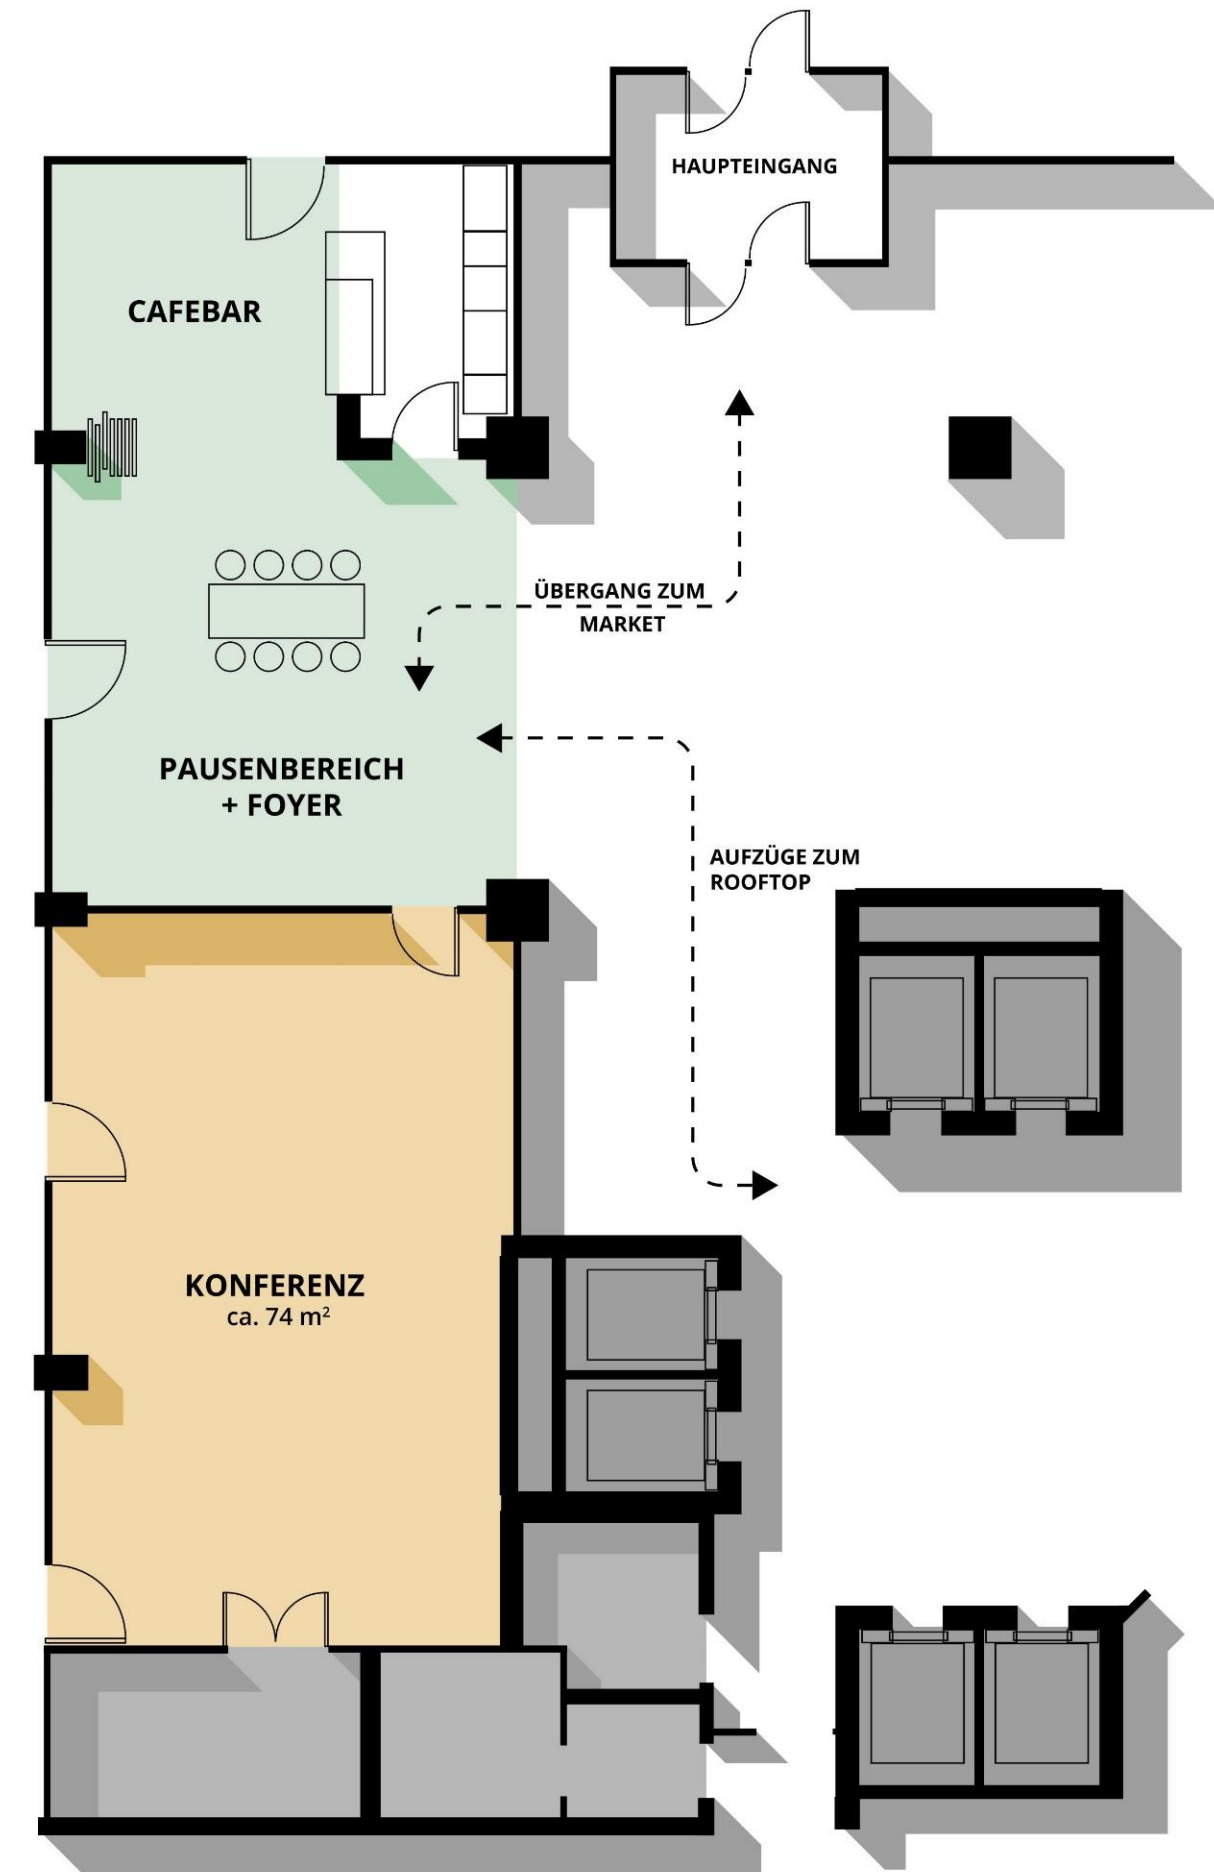 HAUPTEINGANG
CAFEBAR
ÜBERGANG ZUM
MARKET
PAUSENBEREICH
+ FOYER
AUFZÜGE ZUM
ROOFTOP
KONFERENZ
ca. 74 m²